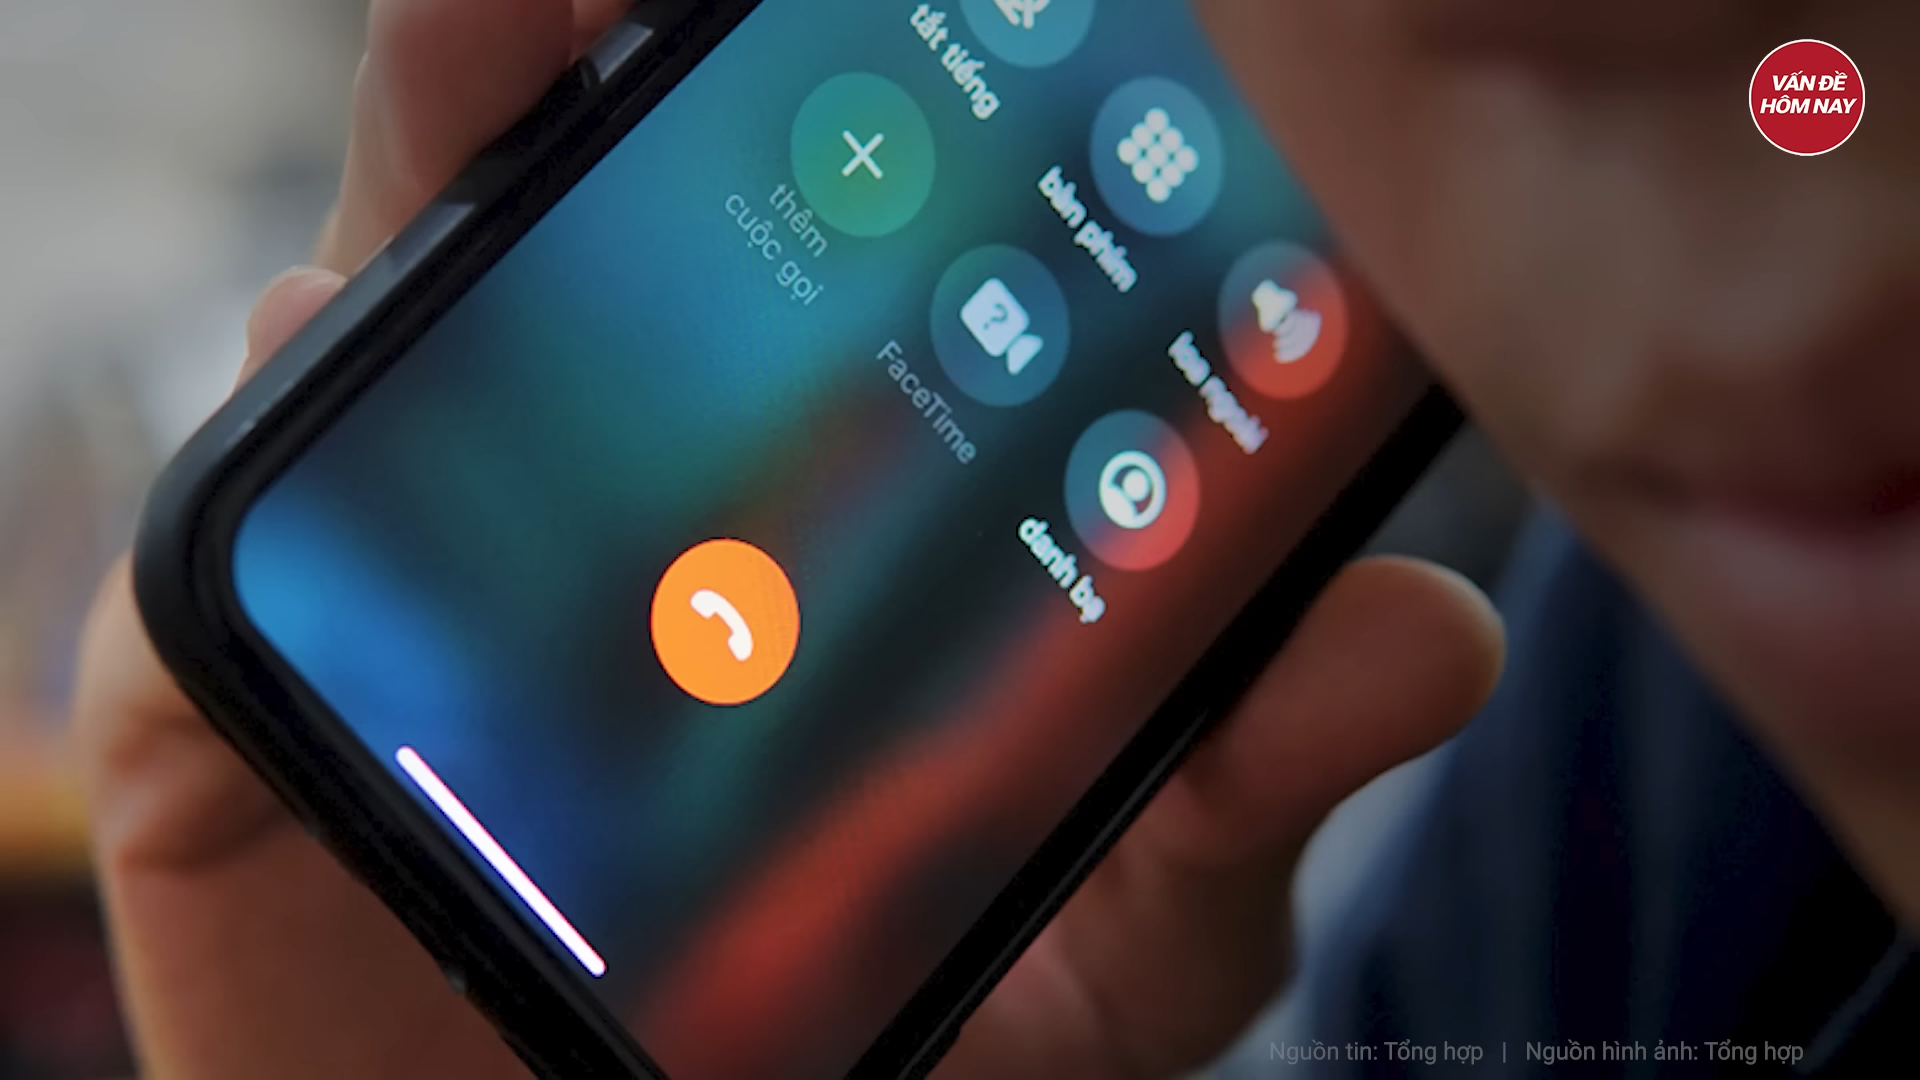 VẤN ĐỀ
HÔM NAY
tắt tiếng
bàn phím
loa ngoài
thêm
cuộc gọi
?
FaceTime
danh bạ
Nguồn tin: Tổng hợp | Nguồn hình ảnh: Tổng hợp